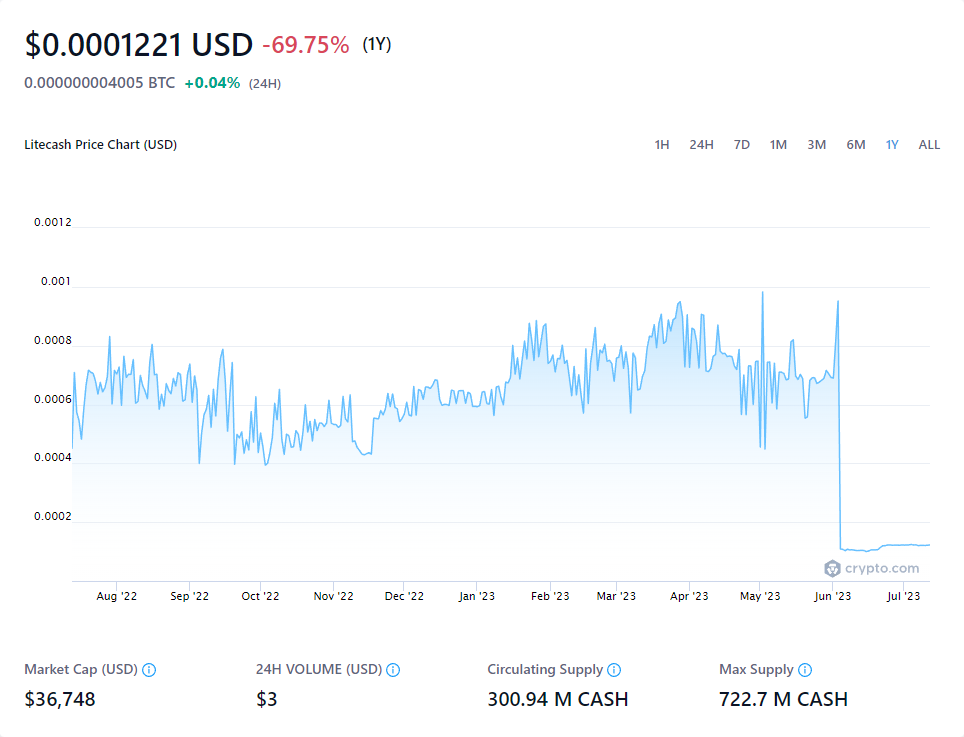 $0.0001221 USD -69.75% (1Y)
0.000000004005 BTC +0.04% (24H)
Litecash Price Chart (USD) 1H 24H 7D 1M 3M 6M 1Y ALL
0.0012
0.001
0.0008
0.0006
0.0004
0.0002
crypto.com
Aug '22 Sep '22 Oct '22 Nov '22 Dec '22 Jan '23 Feb '23 Mar '23 Apr '23 May '23 Jun '23 Jul '23
Market Cap (USD) 24H VOLUME (USD) Circulating Supply Max Supply
$36,748 $3 300.94 M CASH 722.7 M CASH